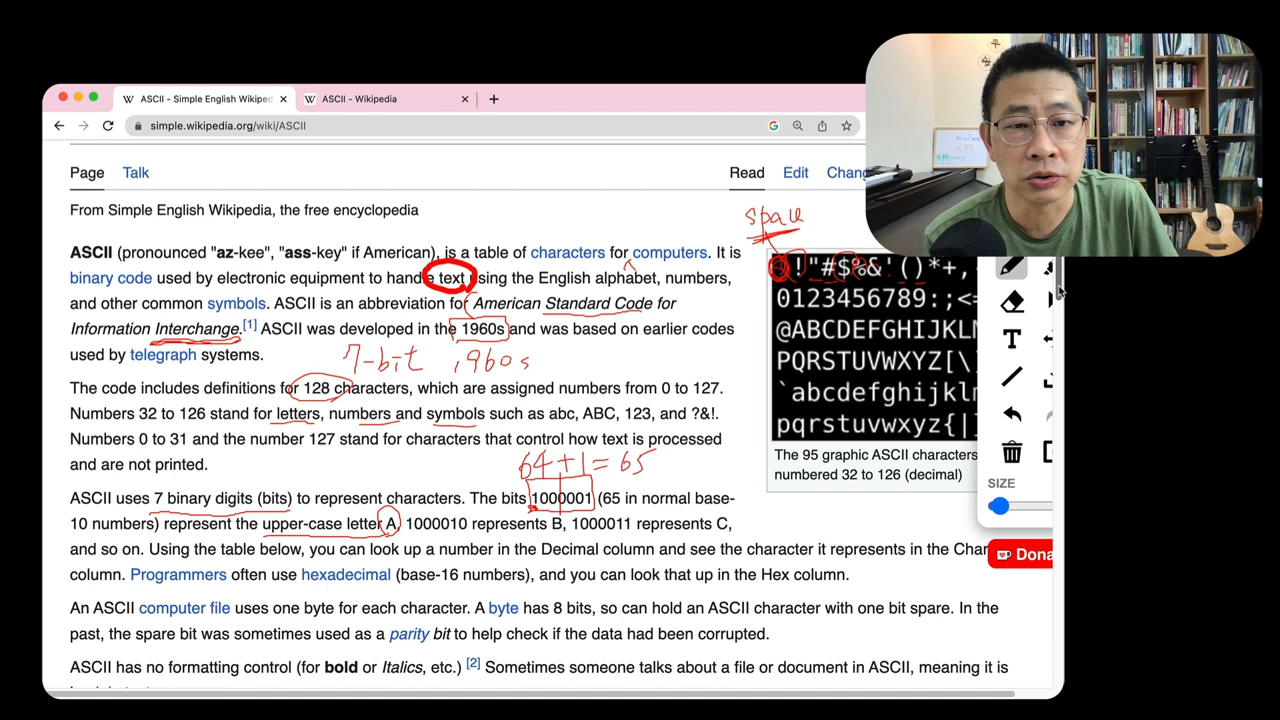 ASCII - Simple English Wikiped
ASCII - Wikipedia
simple.wikipedia.org/wiki/ASCII
Page Talk Read Edit Chang
From Simple English Wikipedia, the free encyclopedia
space
ASCII (pronounced "az-kee", "ass-key" if American), is a table of characters for computers. It is
binary code used by electronic equipment to handle text using the English alphabet, numbers,
and other common symbols. ASCII is an abbreviation for American Standard Code for
Information Interchange.[1] ASCII was developed in the 1960s and was based on earlier codes
used by telegraph systems.
7-bit 1960s
The code includes definitions for 128 characters, which are assigned numbers from 0 to 127.
Numbers 32 to 126 stand for letters, numbers and symbols such as abc, ABC, 123, and ?&!.
Numbers 0 to 31 and the number 127 stand for characters that control how text is processed
and are not printed.
64+1=65
ASCII uses 7 binary digits (bits) to represent characters. The bits 1000001 (65 in normal base-
10 numbers) represent the upper-case letter A, 1000010 represents B, 1000011 represents C,
and so on. Using the table below, you can look up a number in the Decimal column and see the character it represents in the Char
column. Programmers often use hexadecimal (base-16 numbers), and you can look that up in the Hex column.
An ASCII computer file uses one byte for each character. A byte has 8 bits, so can hold an ASCII character with one bit spare. In the
past, the spare bit was sometimes used as a parity bit to help check if the data had been corrupted.
ASCII has no formatting control (for bold or Italics, etc.) [2] Sometimes someone talks about a file or document in ASCII, meaning it is
!"#$%&'()*+,-
0123456789:;<=
@ABCDEFGHIJKLM
PQRSTUVWXYZ[\]
`abcdefghijklm
pqrstuvwxyz{|}
The 95 graphic ASCII characters
numbered 32 to 126 (decimal)
T
SIZE
Dona